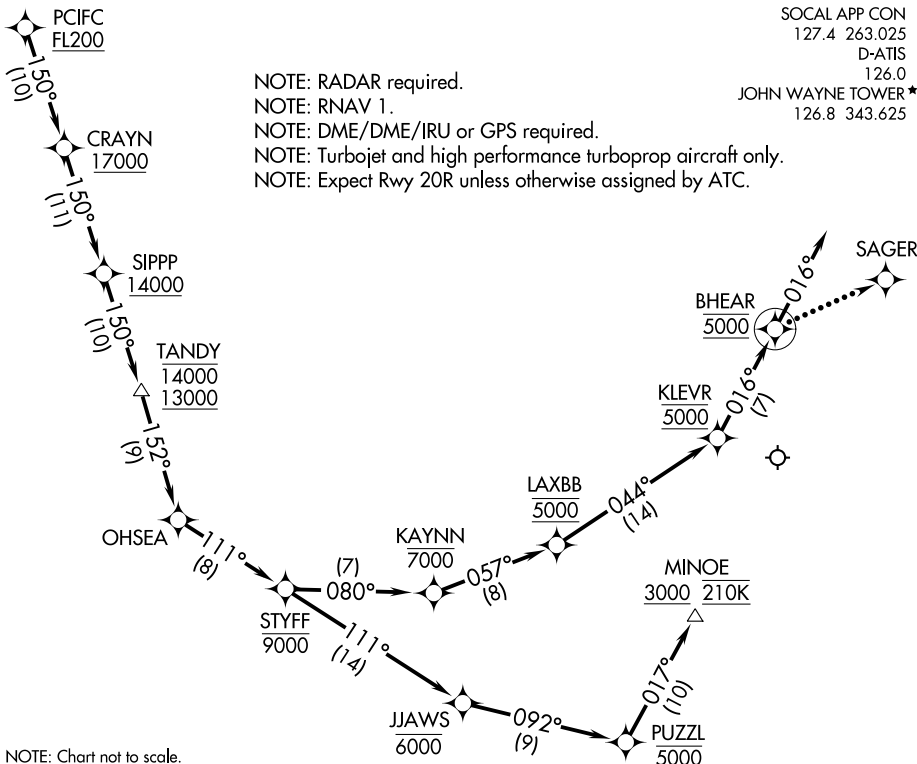 PCIFC
FL200
150°
(10)
CRAYN
17000
150°
(11)
SIPPP
14000
150°
(10)
TANDY
14000
13000
152°
(9)
OHSEA
111°
(8)
STYFF
9000
(7)
080°
KAYNN
7000
057°
(8)
LAXBB
5000
044°
(14)
KLEVR
5000
016°
(7)
BHEAR
5000
016°
SAGER
111°
(14)
JJAWS
6000
092°
(9)
PUZZL
5000
017°
(10)
MINOE
3000 210K
NOTE: RADAR required.
NOTE: RNAV 1.
NOTE: DME/DME/IRU or GPS required.
NOTE: Turbojet and high performance turboprop aircraft only.
NOTE: Expect Rwy 20R unless otherwise assigned by ATC.
SOCAL APP CON
127.4 263.025
D-ATIS
126.0
JOHN WAYNE TOWER★
126.8 343.625
NOTE: Chart not to scale.